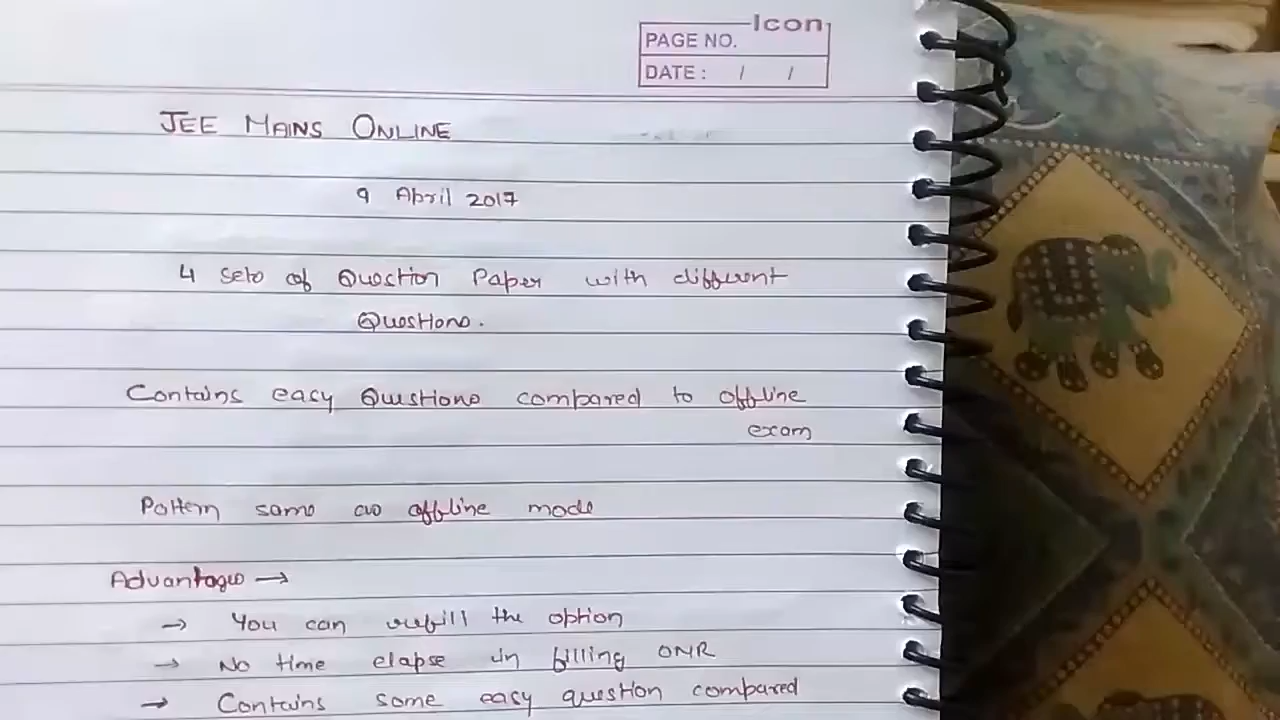 Icon
PAGE NO.
DATE : / /
JEE MAINS ONLINE
9 April 2017
4 Sets of Question Paper with different
Questions.
Contains easy Questions compared to offline
exam
Pattern same as offline mode
Advantages →
→ You can refill the option
→ No time elapse in filling OMR
→ Contains some easy question compared